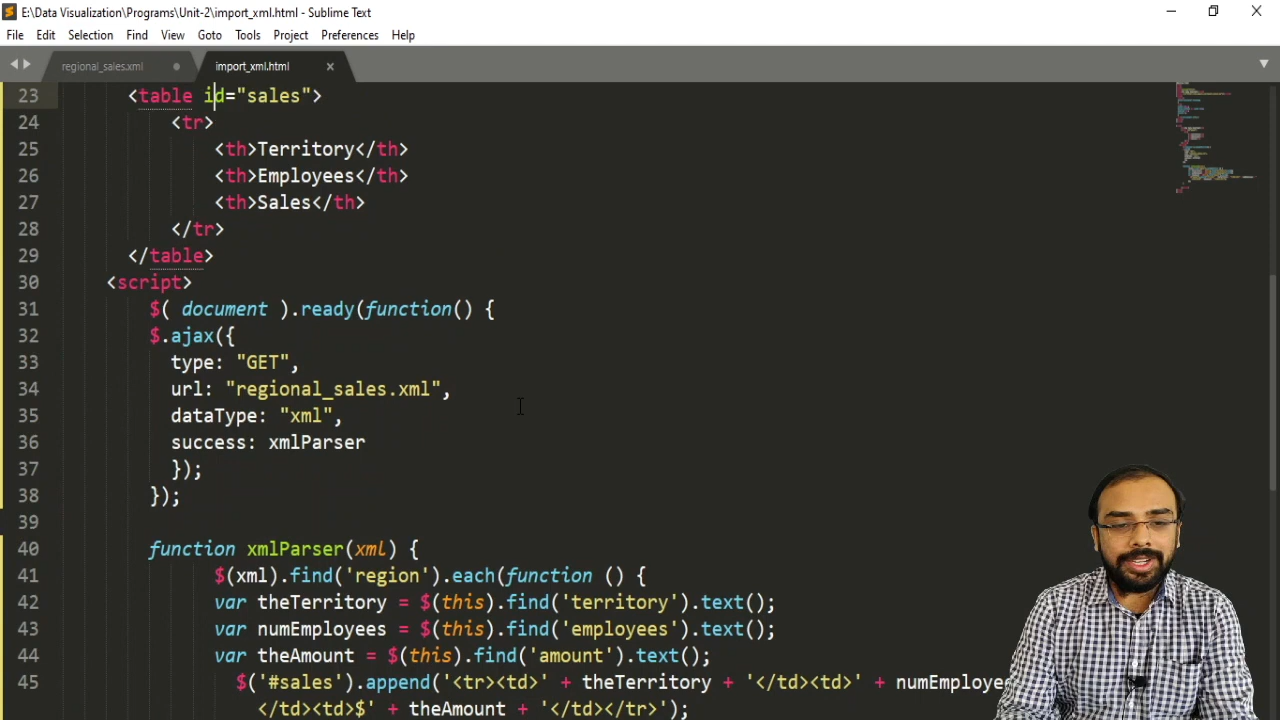 E:\Data Visualization\Programs\Unit-2\import_xml.html - Sublime Text
File Edit Selection Find View Goto Tools Project Preferences Help
regional_sales.xml import_xml.html
23 <table id="sales">
24 <tr>
25 <th>Territory</th>
26 <th>Employees</th>
27 <th>Sales</th>
28 </tr>
29 </table>
30 <script>
31 $( document ).ready(function() {
32 $.ajax({
33 type: "GET",
34 url: "regional_sales.xml",
35 dataType: "xml",
36 success: xmlParser
37 });
38 });
39
40 function xmlParser(xml) {
41 $(xml).find('region').each(function () {
42 var theTerritory = $(this).find('territory').text();
43 var numEmployees = $(this).find('employees').text();
44 var theAmount = $(this).find('amount').text();
45 $('#sales').append('<tr><td>' + theTerritory + '</td><td>' + numEmployee
</td><td>$' + theAmount + '</td></tr>');